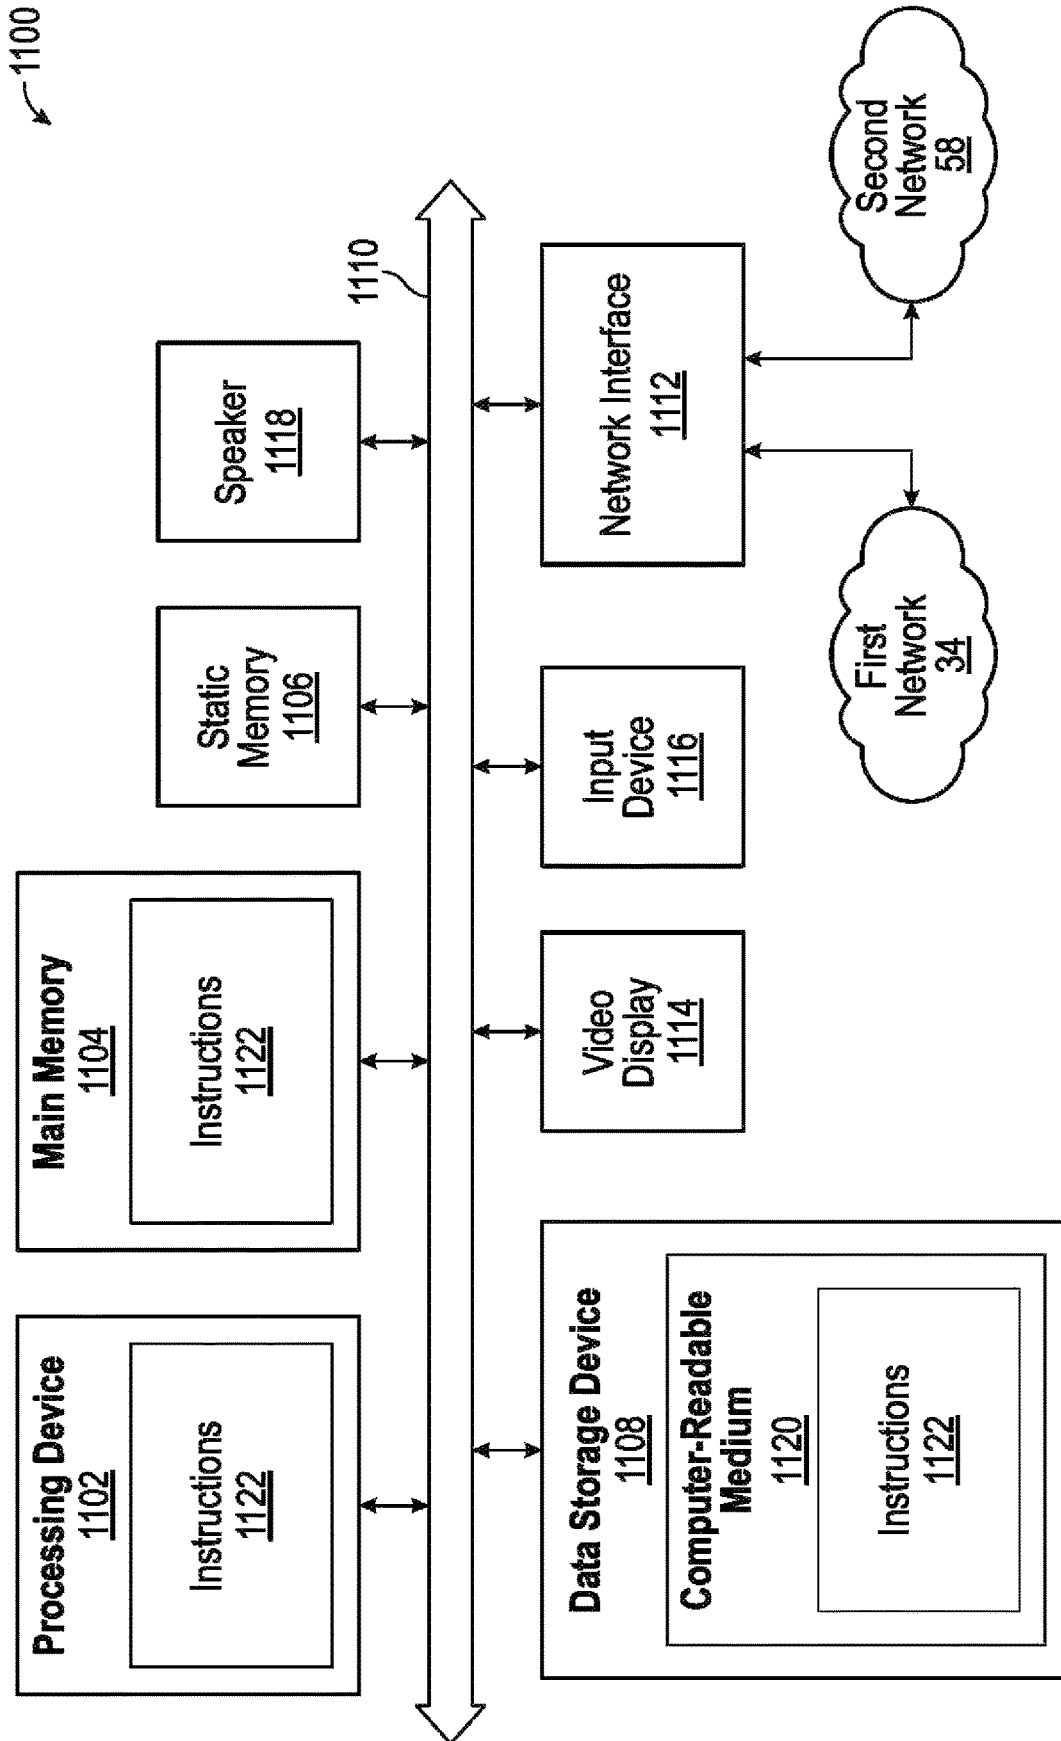 1100
Processing Device
1102
Instructions
1122
Main Memory
1104
Instructions
1122
Static
Memory
1106
Speaker
1118
1110
Data Storage Device
1108
Computer-Readable
Medium
1120
Instructions
1122
Video
Display
1114
Input
Device
1116
Network Interface
1112
First
Network
34
Second
Network
58